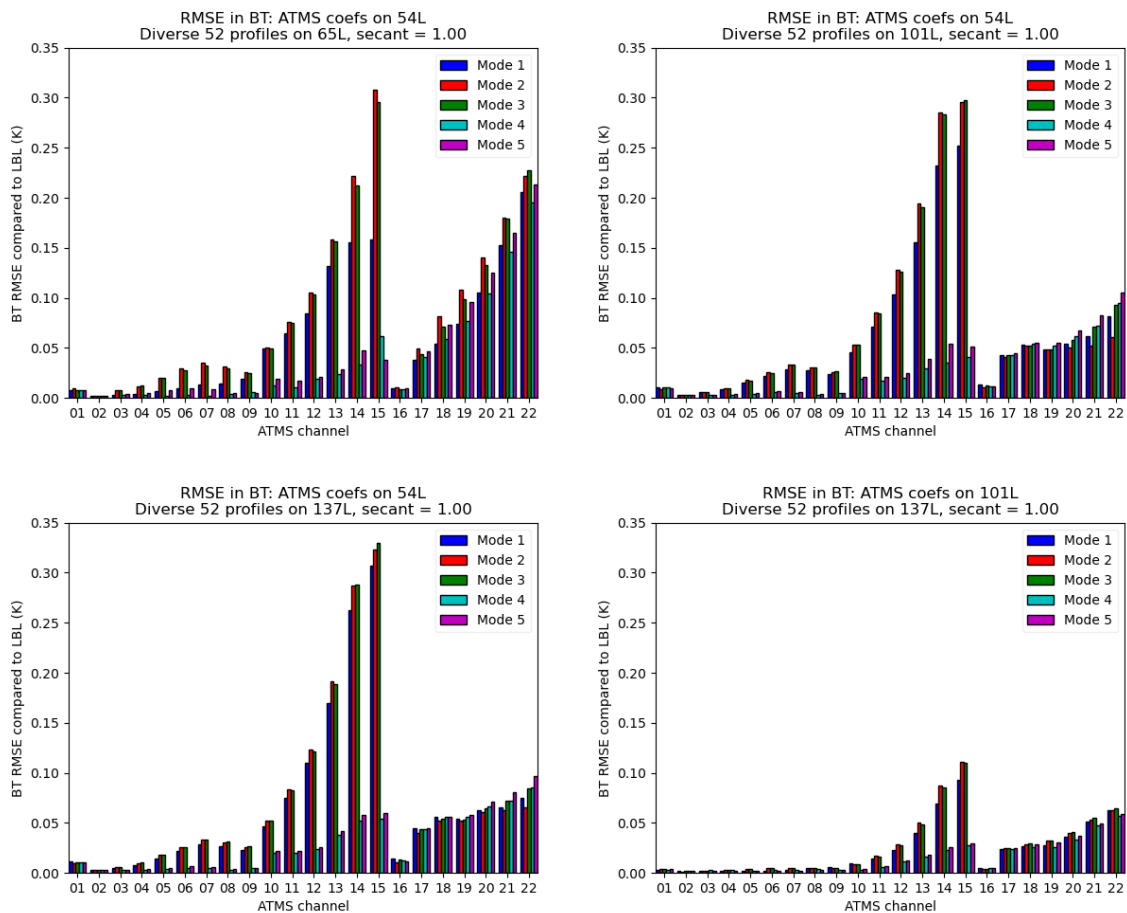 RMSE in BT: ATMS coefs on 54L
Diverse 52 profiles on 65L, secant = 1.00
0.35
0.30
0.25
0.20
0.15
0.10
0.05
0.00
BT RMSE compared to LBL (K)
Mode 1
Mode 2
Mode 3
Mode 4
Mode 5
01 02 03 04 05 06 07 08 09 10 11 12 13 14 15 16 17 18 19 20 21 22
ATMS channel
RMSE in BT: ATMS coefs on 54L
Diverse 52 profiles on 101L, secant = 1.00
0.35
0.30
0.25
0.20
0.15
0.10
0.05
0.00
BT RMSE compared to LBL (K)
Mode 1
Mode 2
Mode 3
Mode 4
Mode 5
01 02 03 04 05 06 07 08 09 10 11 12 13 14 15 16 17 18 19 20 21 22
ATMS channel
RMSE in BT: ATMS coefs on 54L
Diverse 52 profiles on 137L, secant = 1.00
0.35
0.30
0.25
0.20
0.15
0.10
0.05
0.00
BT RMSE compared to LBL (K)
Mode 1
Mode 2
Mode 3
Mode 4
Mode 5
01 02 03 04 05 06 07 08 09 10 11 12 13 14 15 16 17 18 19 20 21 22
ATMS channel
RMSE in BT: ATMS coefs on 101L
Diverse 52 profiles on 137L, secant = 1.00
0.35
0.30
0.25
0.20
0.15
0.10
0.05
0.00
BT RMSE compared to LBL (K)
Mode 1
Mode 2
Mode 3
Mode 4
Mode 5
01 02 03 04 05 06 07 08 09 10 11 12 13 14 15 16 17 18 19 20 21 22
ATMS channel